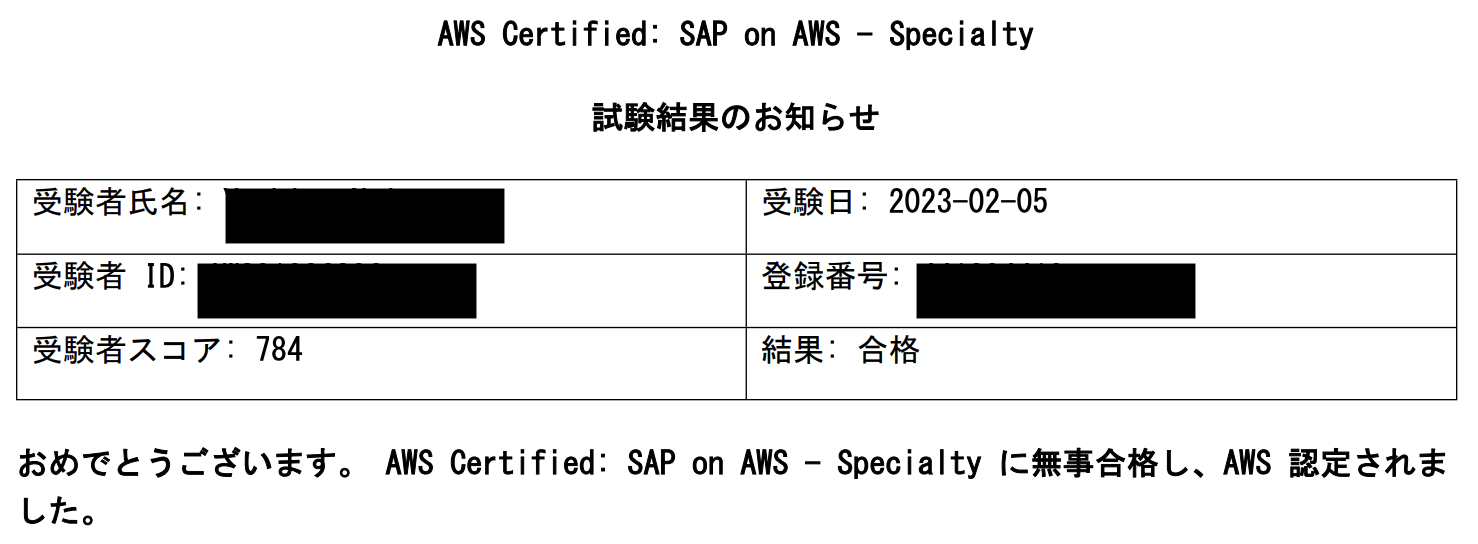 AWS Certified: SAP on AWS - Specialty
試験結果のお知らせ
受験者氏名:
受験日: 2023-02-05
受験者 ID:
登録番号:
受験者スコア: 784
結果: 合格
おめでとうございます。 AWS Certified: SAP on AWS - Specialty に無事合格し、AWS 認定されま
した。